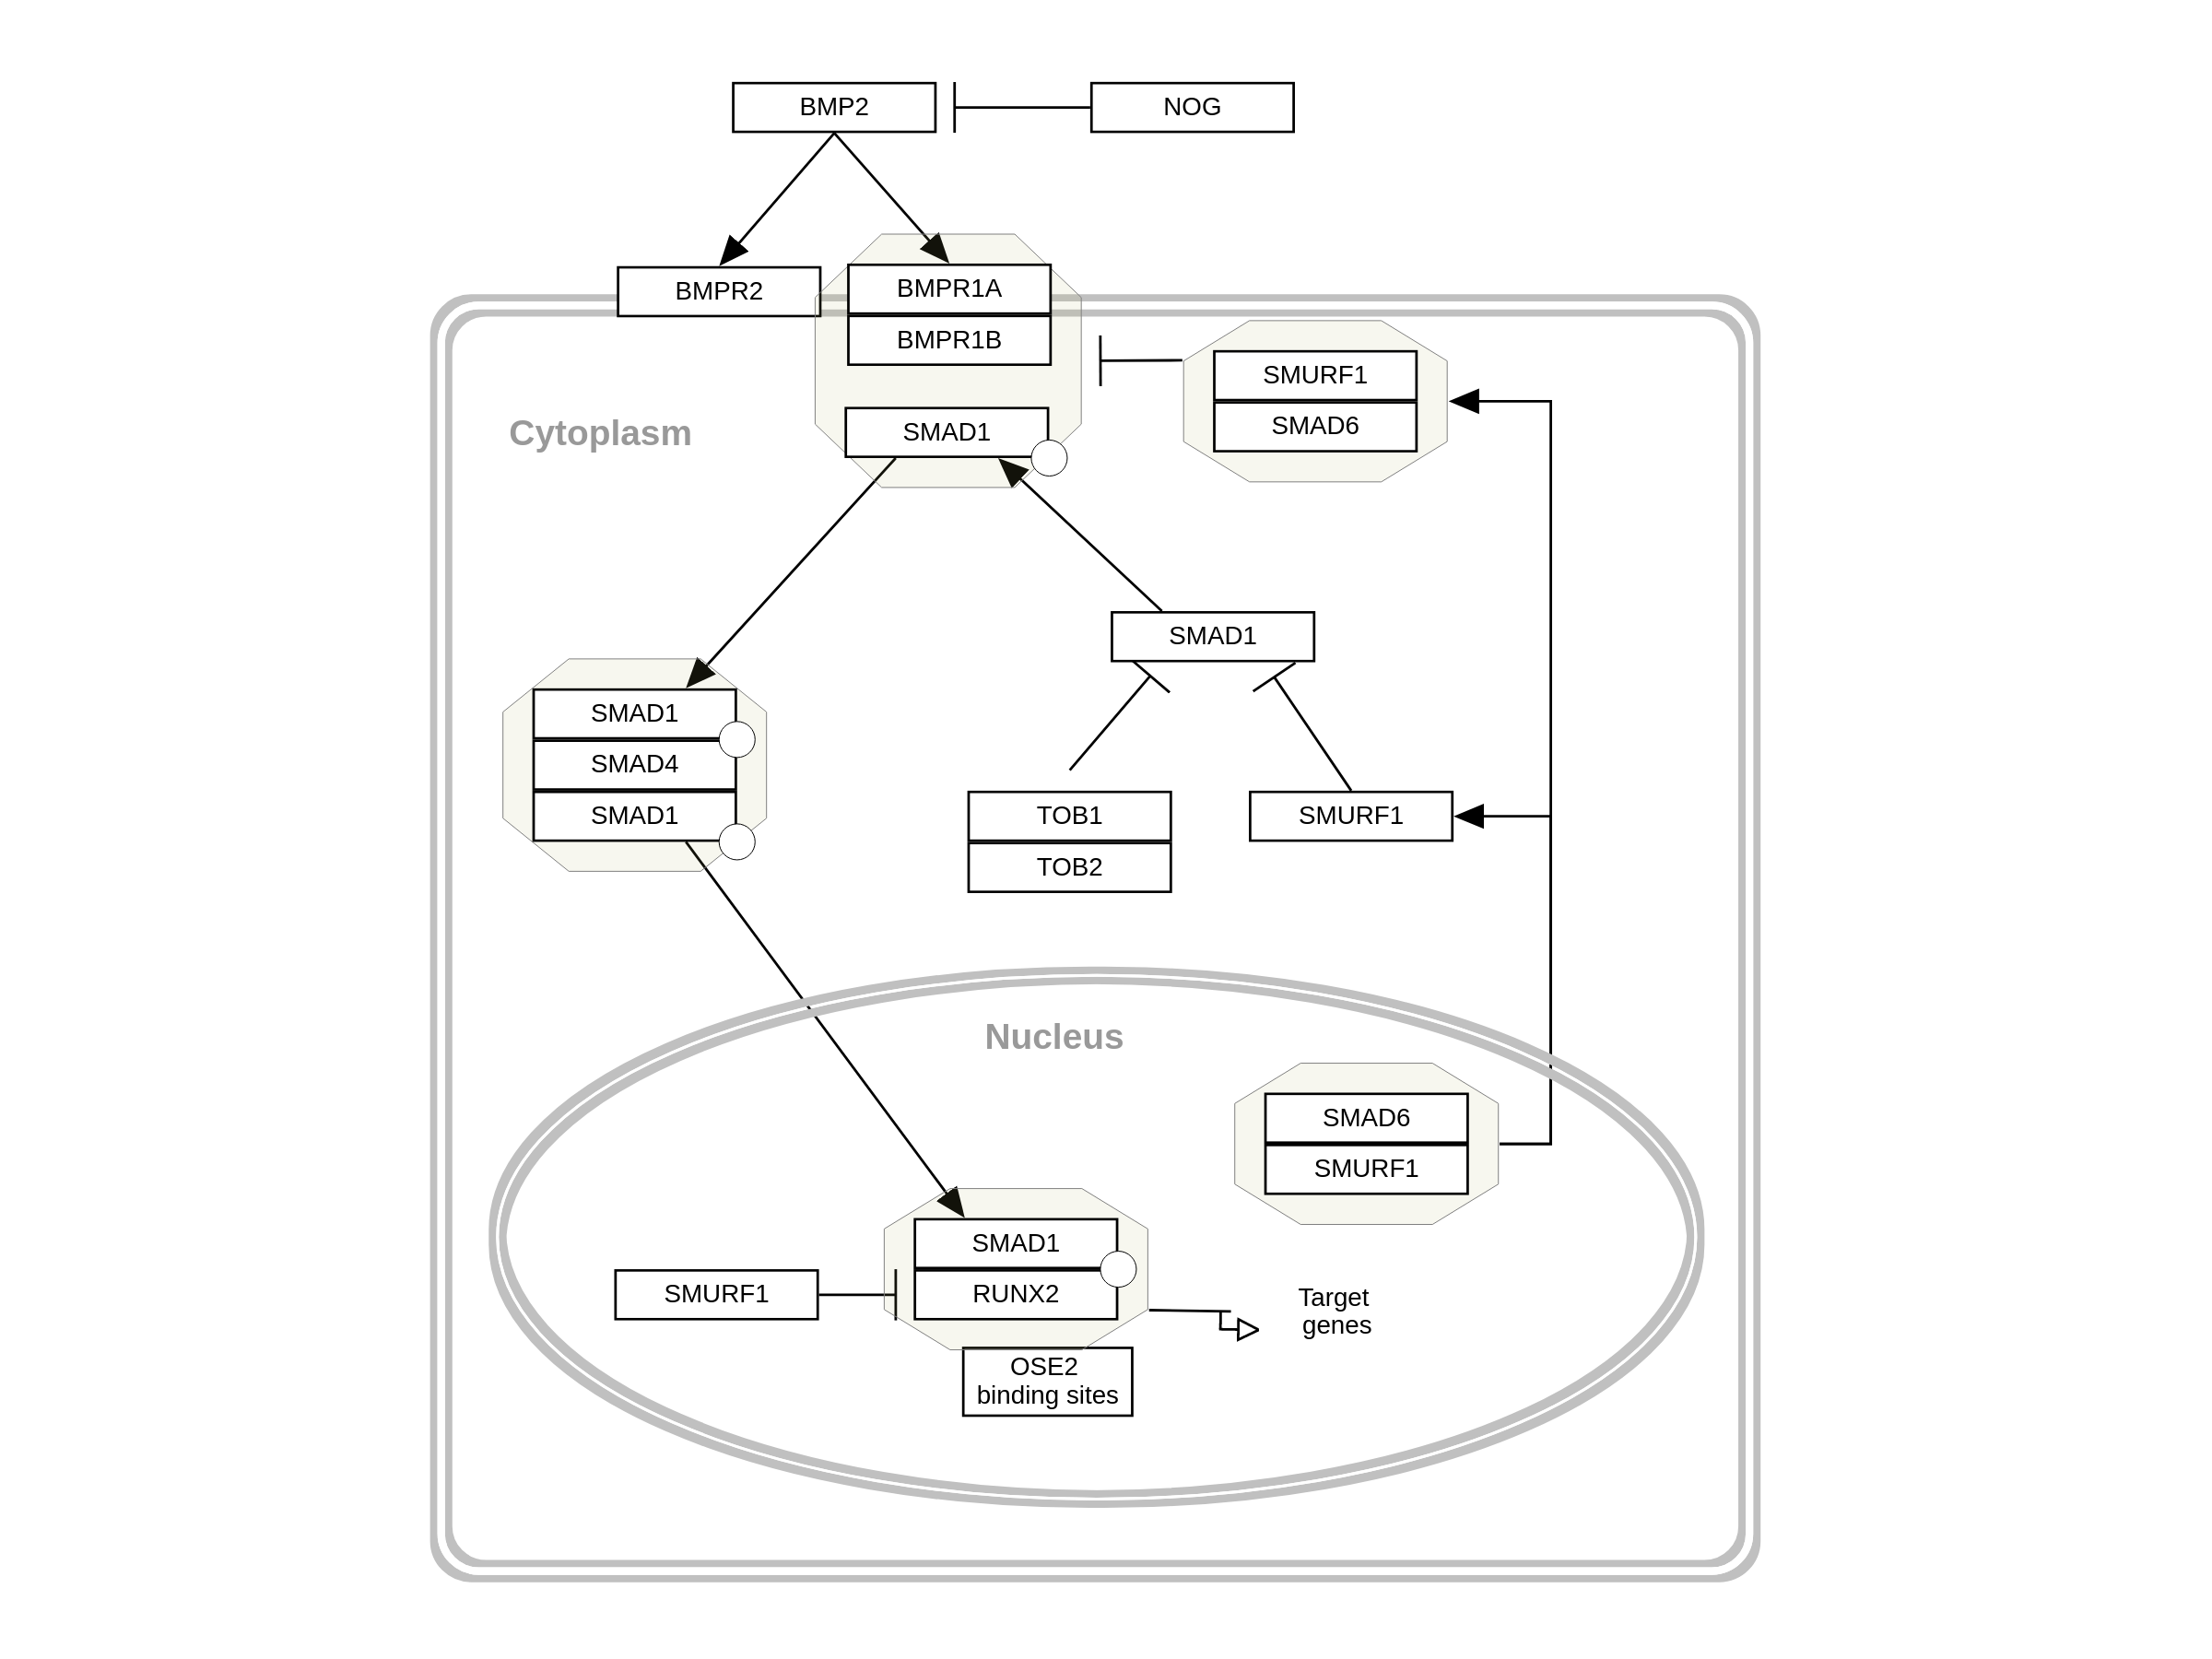 BMP2
NOG
BMPR2
BMPR1A
BMPR1B
SMAD1
SMURF1
SMAD6
Cytoplasm
SMAD1
SMAD1
SMAD4
SMAD1
TOB1
TOB2
SMURF1
Nucleus
SMAD6
SMURF1
SMAD1
RUNX2
SMURF1
Target
genes
OSE2
binding sites